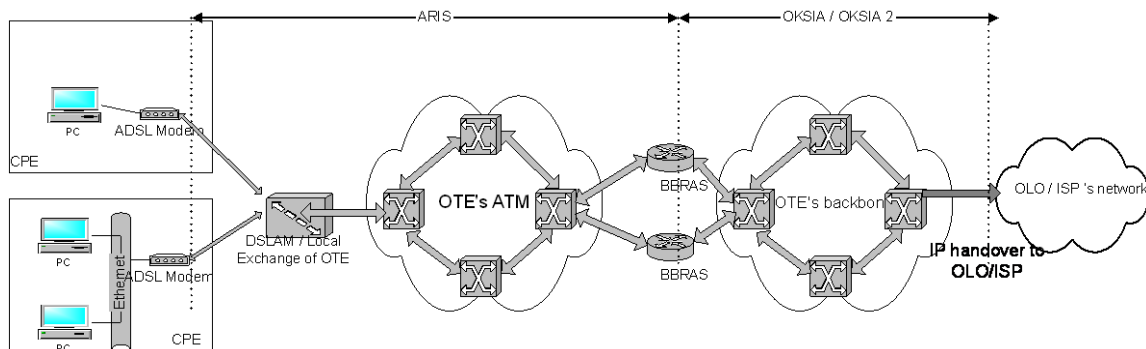 ARIS
OKSIA / OKSIA 2
PC
ADSL Modem
CPE
OTE's ATM
BBRAS
OTE's backbon
OLO / ISP 's network
DSLAM / Local
Exchange of OTE
PC
Ethernet
ADSL Modem
BBRAS
IP handover to
OLO/ISP
PC
CPE